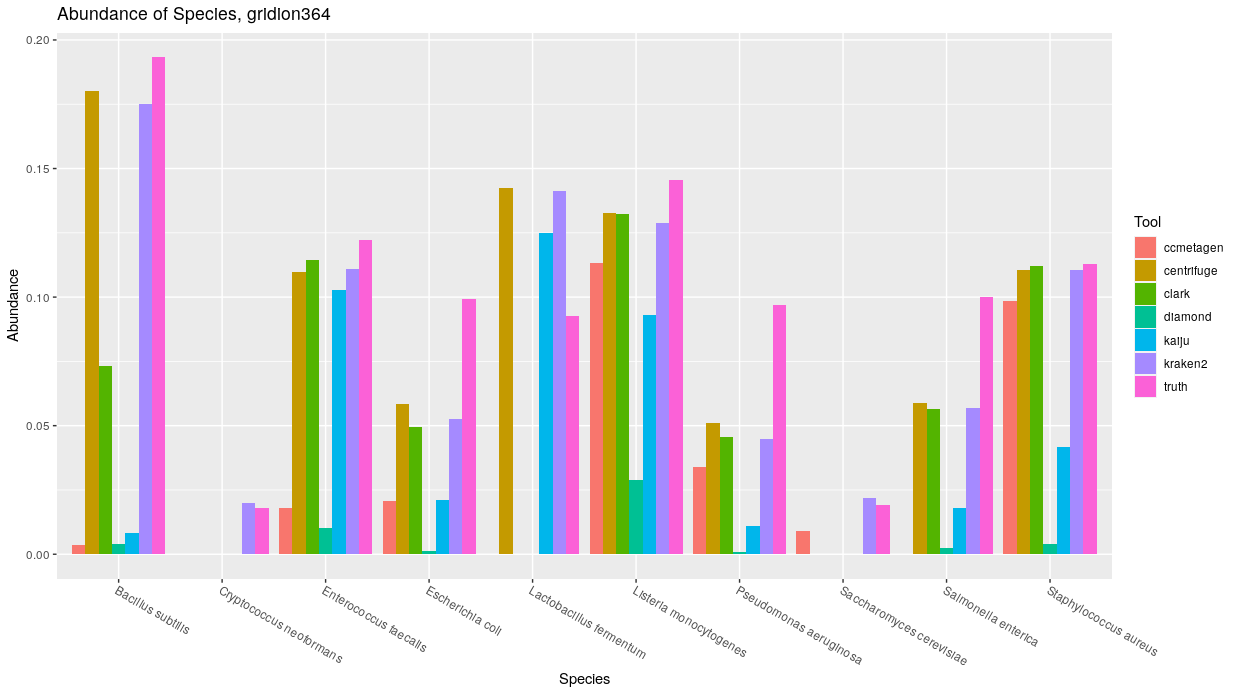 Abundance of Species, gridion364
0.20
0.15
0.10
0.05
0.00
Abundance
Bacillus subtilis
Cryptococcus neoformans
Enterococcus faecalis
Escherichia coli
Lactobacillus fermentum
Listeria monocytogenes
Pseudomonas aeruginosa
Saccharomyces cerevisiae
Salmonella enterica
Staphylococcus aureus
Species
Tool
ccmetagen
centrifuge
clark
diamond
kaiju
kraken2
truth